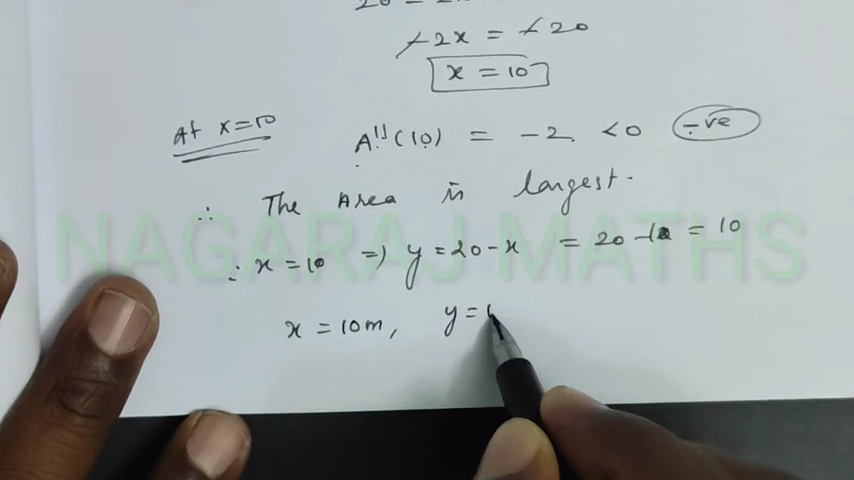 -2x = -20
x = 10
At x=10
A''(10) = -2 <0 -ve
∴ The Area is largest.
∴ x = 10 ⇒ y = 20 - x = 20 - 10 = 10
x = 10m, y = 1
NAGARAJ MATHS